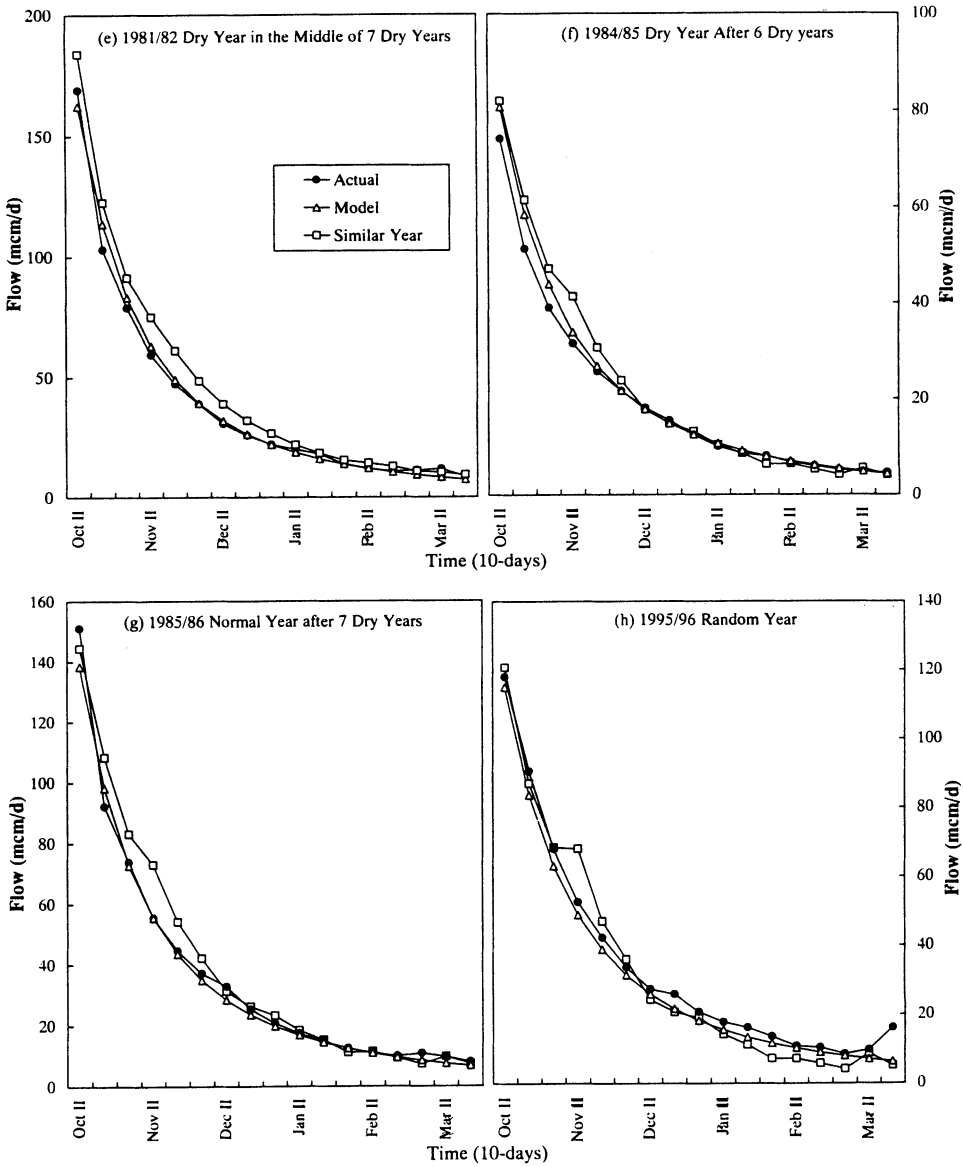 (e) 1981/82 Dry Year in the Middle of 7 Dry Years
200
150
100
50
0
Flow (mcm/d)
Actual
Model
Similar Year
Oct II
Nov II
Dec II
Jan II
Feb II
Mar II
(f) 1984/85 Dry Year After 6 Dry years
100
80
60
40
20
0
Flow (mcm/d)
Oct II
Nov II
Dec II
Jan II
Feb II
Mar II
Time (10-days)
(g) 1985/86 Normal Year after 7 Dry Years
160
140
120
100
80
60
40
20
0
Flow (mcm/d)
Oct II
Nov II
Dec II
Jan II
Feb II
Mar II
(h) 1995/96 Random Year
140
120
100
80
60
40
20
0
Flow (mcm/d)
Oct II
Nov II
Dec II
Jan II
Feb II
Mar II
Time (10-days)